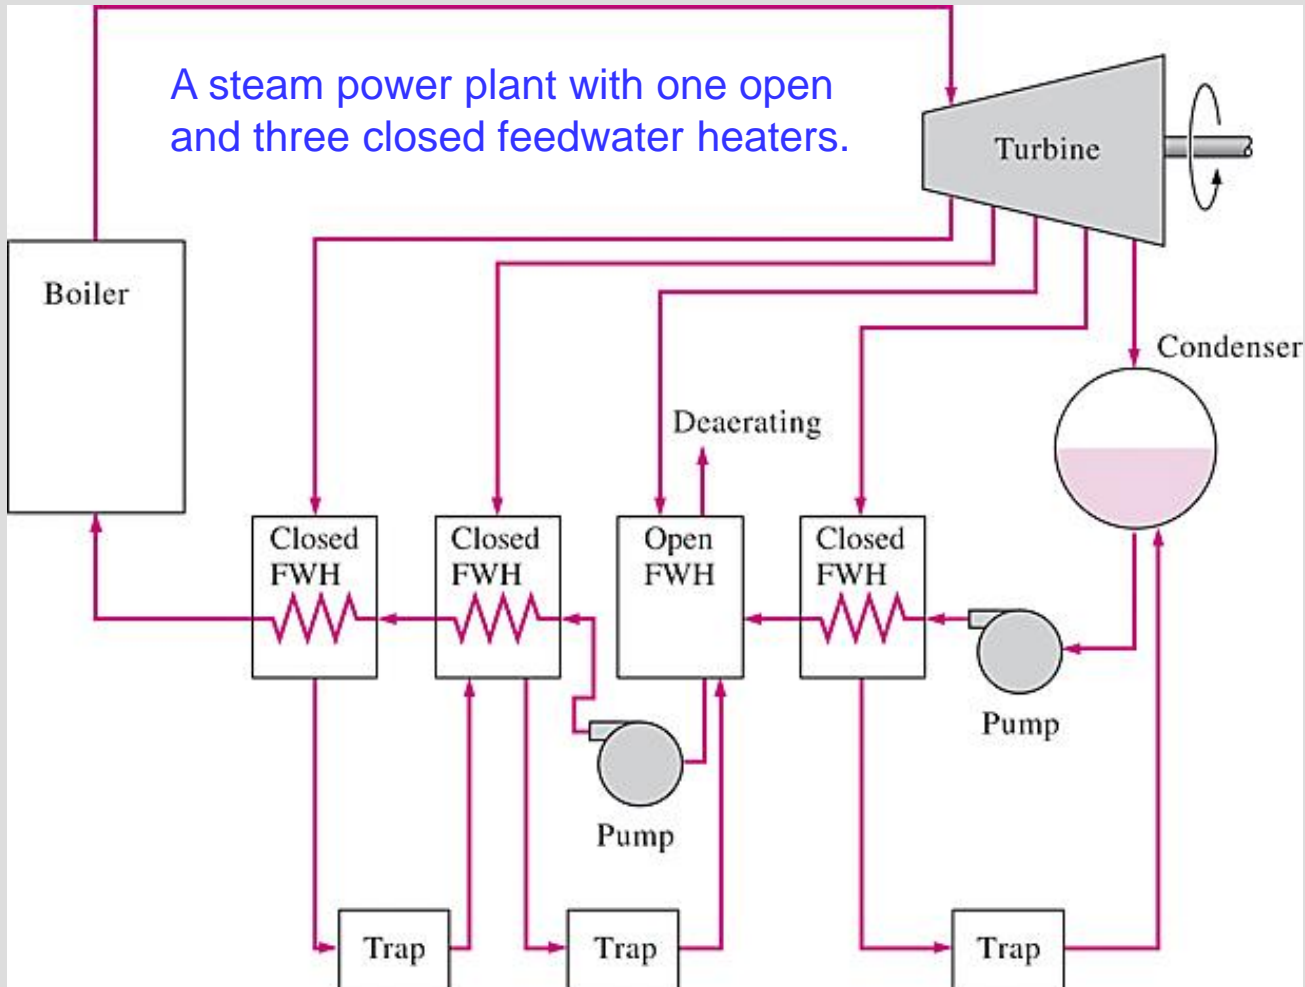 A steam power plant with one open
and three closed feedwater heaters.
Turbine
Boiler
Condenser
Deaerating
Closed
FWH
Closed
FWH
Open
FWH
Closed
FWH
Pump
Pump
Trap
Trap
Trap